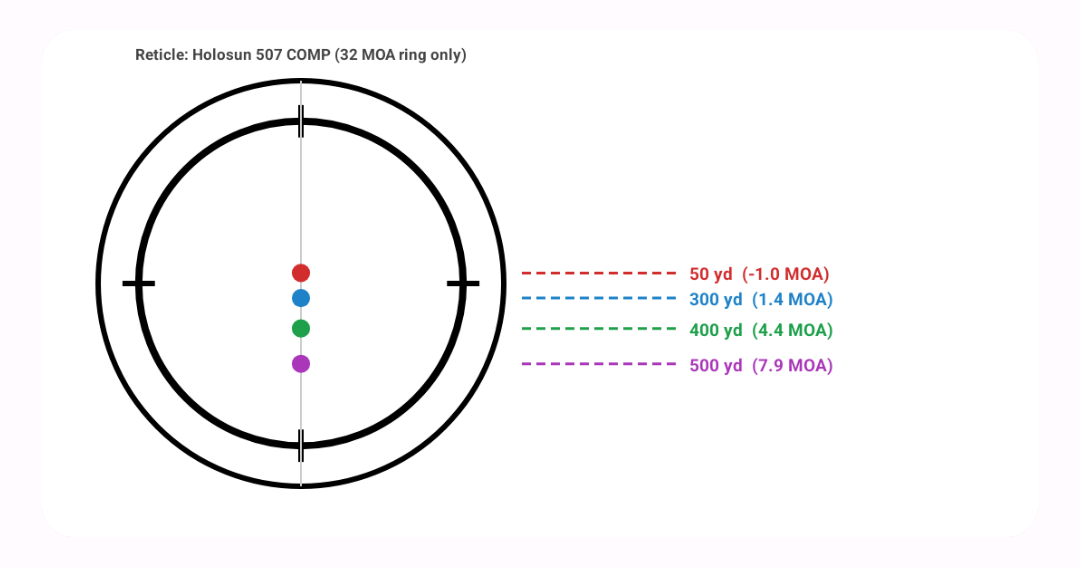 Reticle: Holosun 507 COMP (32 MOA ring only)
50 yd (-1.0 MOA)
300 yd (1.4 MOA)
400 yd (4.4 MOA)
500 yd (7.9 MOA)